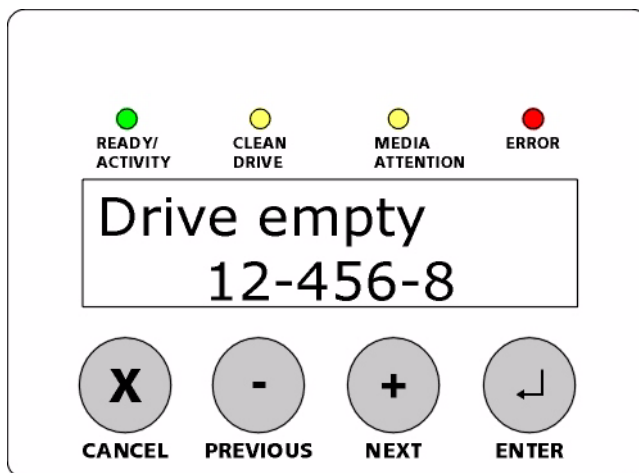 READY/ CLEAN MEDIA ERROR
ACTIVITY DRIVE ATTENTION
Drive empty
12-456-8
X - + ↵
CANCEL PREVIOUS NEXT ENTER